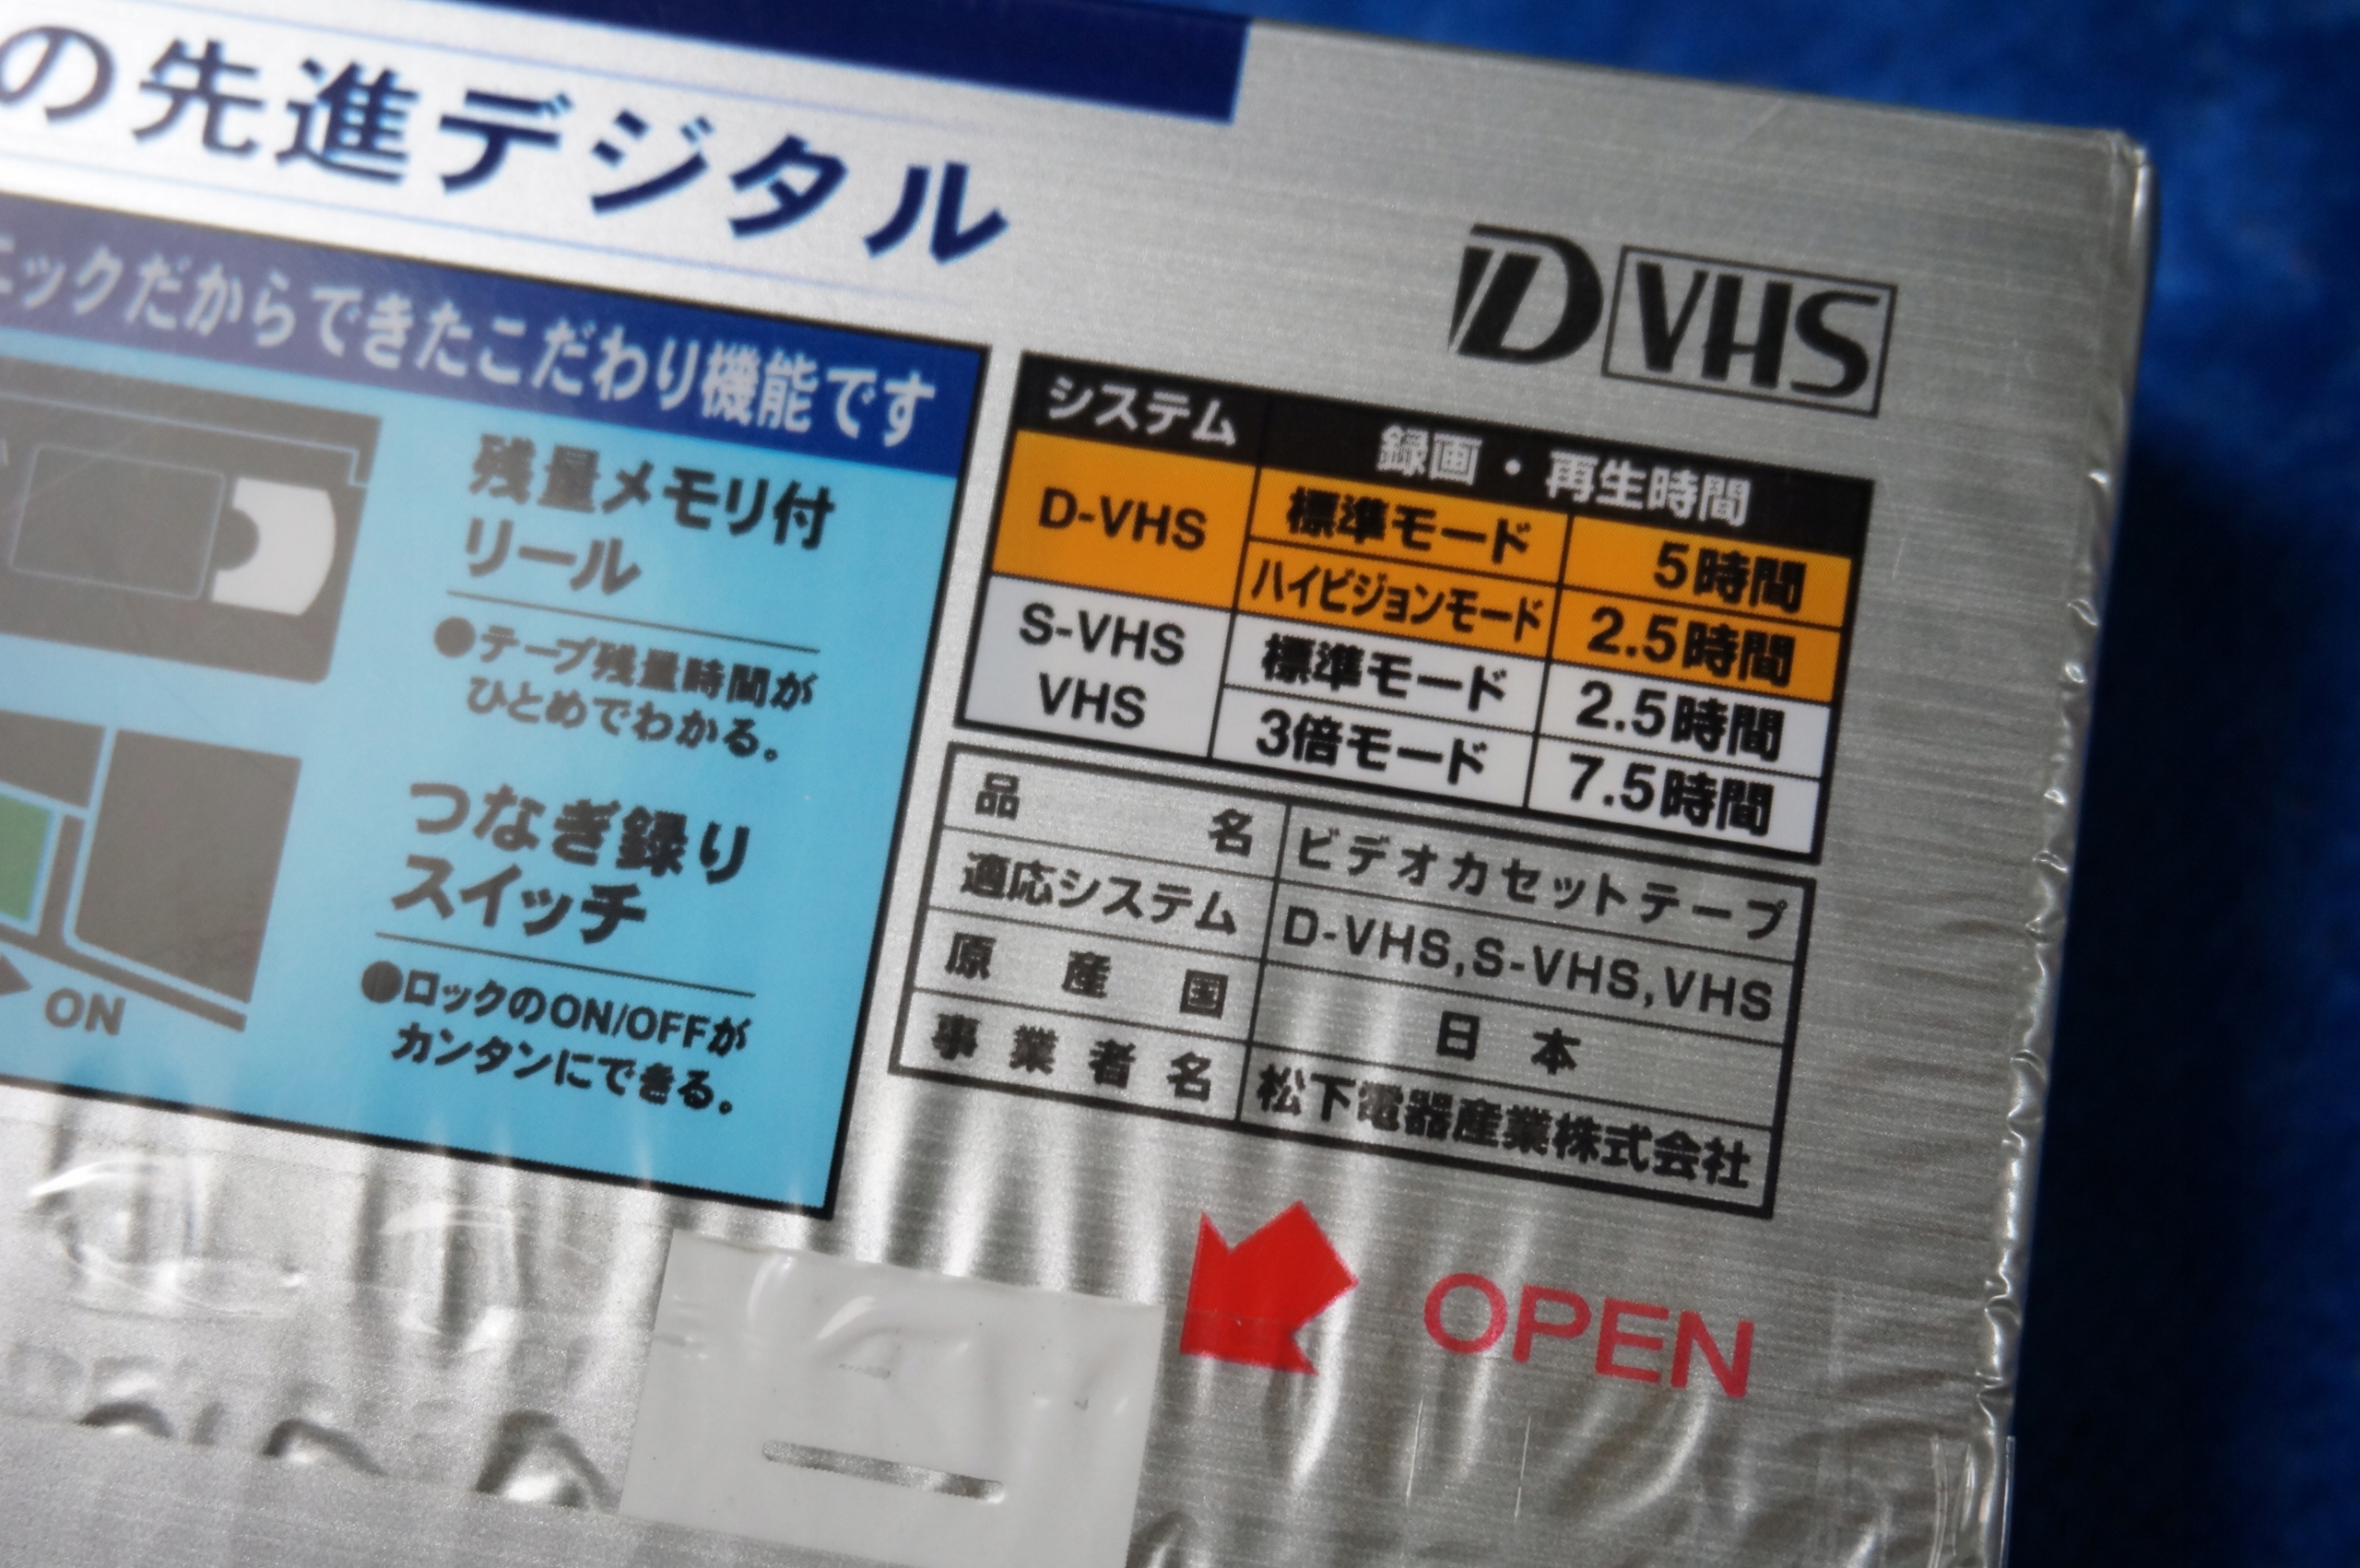 の先進デジタル
ニックだからできたこだわり機能です
残量メモリ付
リール
●テープ残量時間が
ひとめでわかる。
つなぎ録り
スイッチ
●ロックのON/OFFが
カンタンにできる。
ON
D VHS
システム 録画・再生時間
D-VHS 標準モード 5時間
ハイビジョンモード 2.5時間
S-VHS
VHS
標準モード 2.5時間
3倍モード 7.5時間
品名 ビデオカセットテープ
適応システム D-VHS,S-VHS,VHS
原産国 日本
事業者名 松下電器産業株式会社
OPEN